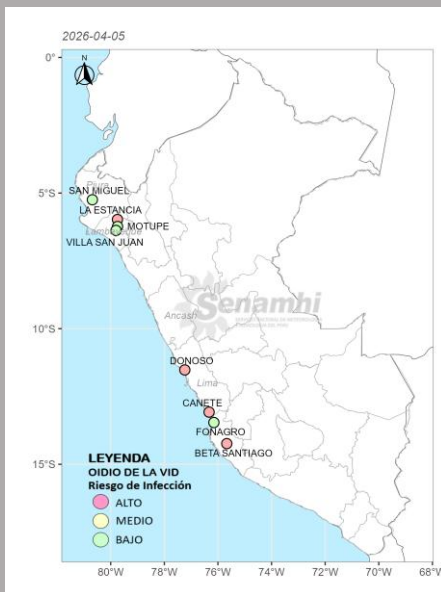 2026-04-05
N
0°
5°S
10°S
15°S
Piura
SAN MIGUEL
LA ESTANCIA
MOTUPE
VILLA SAN JUAN
Senamhi
Ancash
DONOSO
Lima
CANETE
FONAGRO
BETA SANTIAGO
LEYENDA
OIDIO DE LA VID
Riesgo de Infección
ALTO
MEDIO
BAJO
80°W
78°W
76°W
74°W
72°W
70°W
68°W